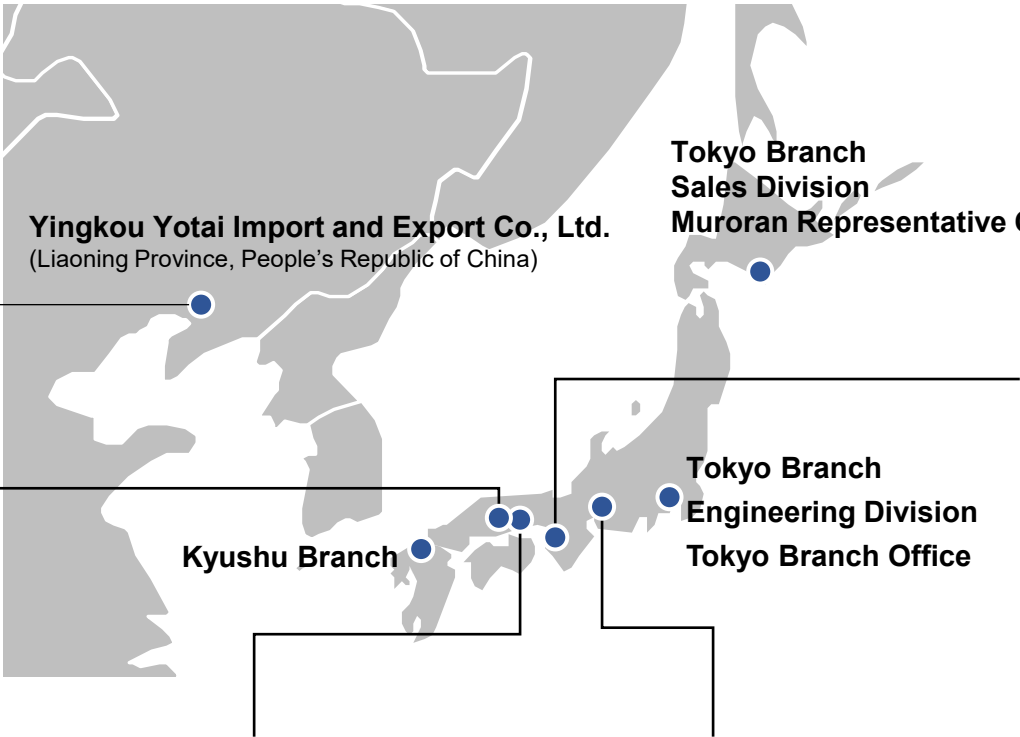 Tokyo Branch
Sales Division
Muroran Representative
Yingkou Yotai Import and Export Co., Ltd.
(Liaoning Province, People’s Republic of China)
Tokyo Branch
Engineering Division
Tokyo Branch Office
Kyushu Branch